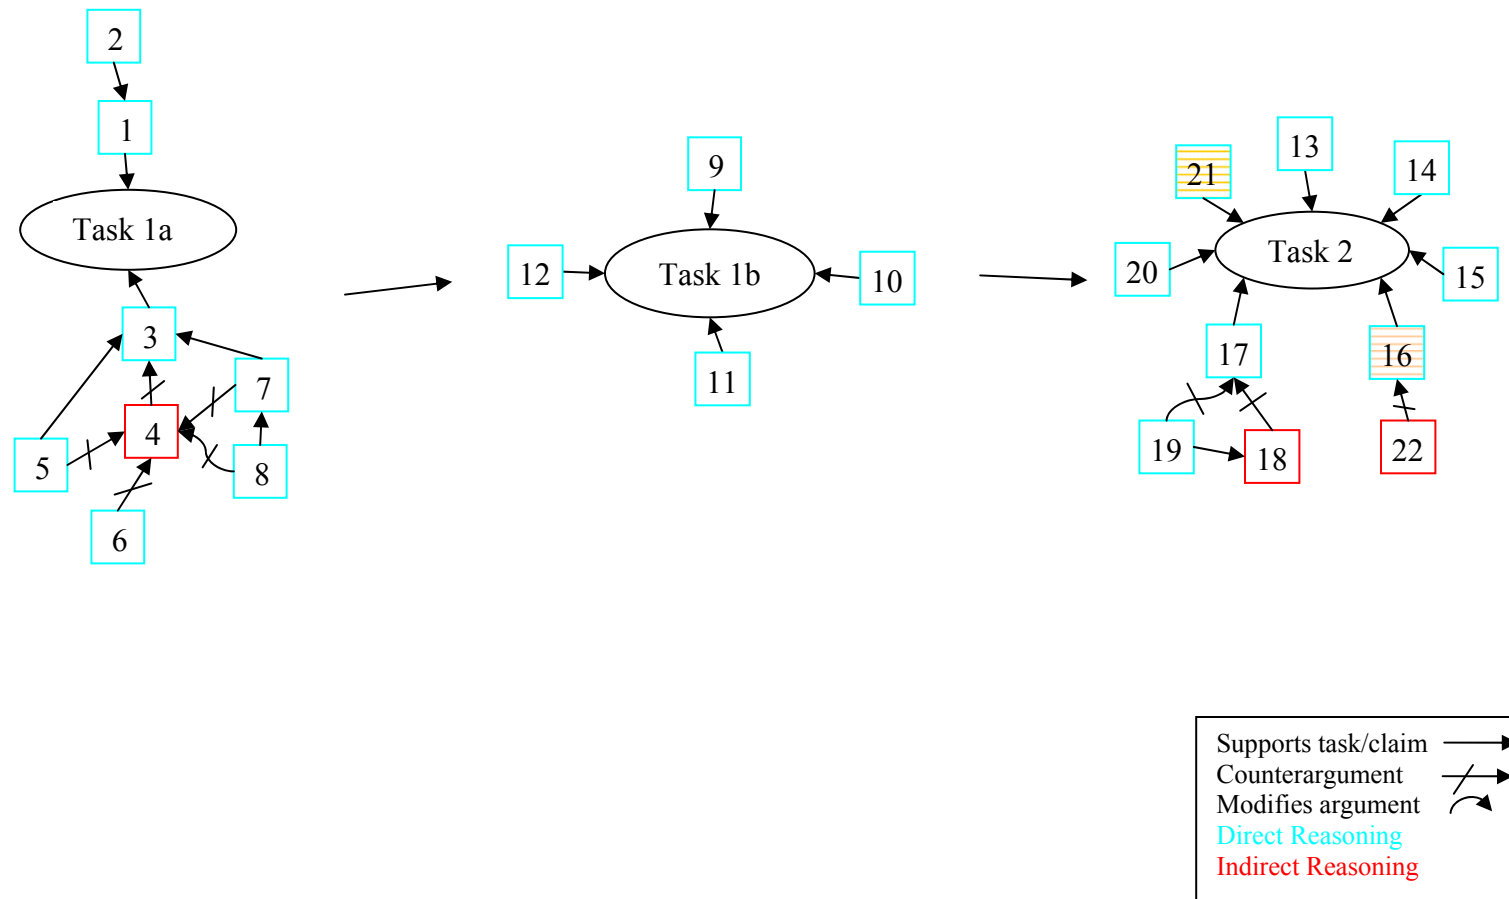 2
1
Task 1a
3
7
4
5
8
6
9
12
Task 1b
10
11
21
13
14
20
Task 2
15
17
16
19
18
22
Supports task/claim
Counterargument
Modifies argument
Direct Reasoning
Indirect Reasoning